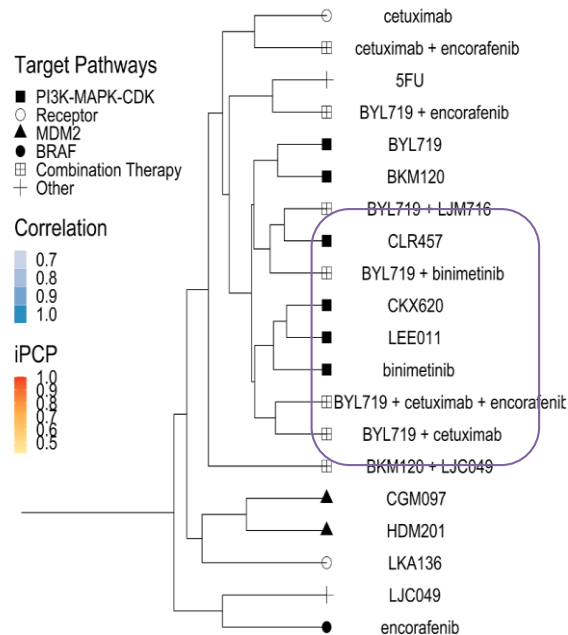 Target Pathways
PI3K-MAPK-CDK
Receptor
MDM2
BRAF
Combination Therapy
Other
Correlation
0.7
0.8
0.9
1.0
iPCP
1.0
0.9
0.8
0.7
0.6
0.5
cetuximab
cetuximab + encorafenib
5FU
BYL719 + encorafenib
BYL719
BKM120
BYL719 + LJM716
CLR457
BYL719 + binimetinib
CKX620
LEE011
binimetinib
BYL719 + cetuximab + encorafenib
BYL719 + cetuximab
BKM120 + LJC049
CGM097
HDM201
LKA136
LJC049
encorafenib